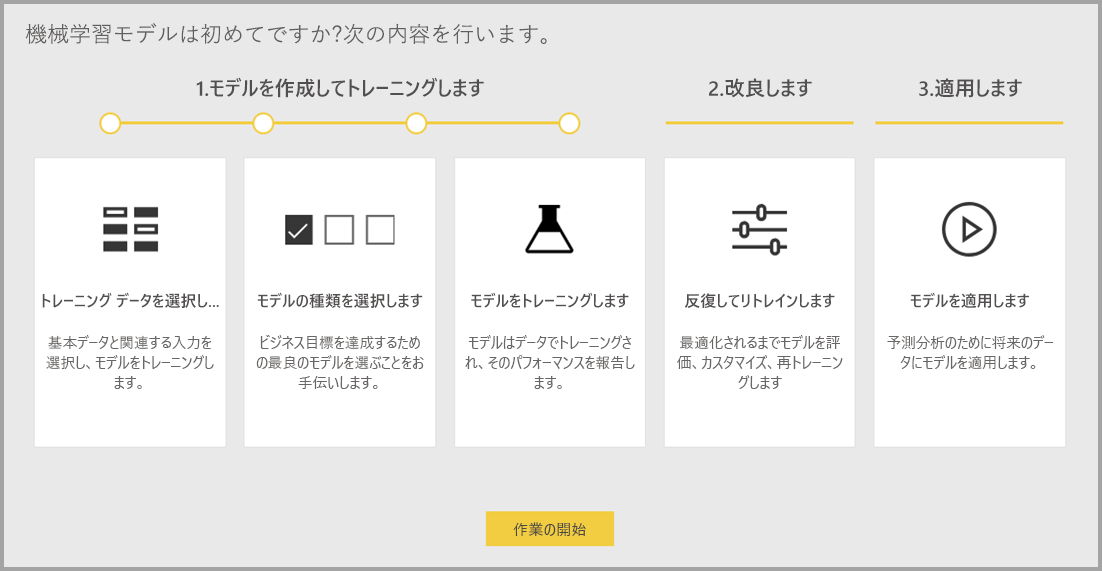 機械学習モデルは初めてですか?次の内容を行います。
1.モデルを作成してトレーニングします
2.改良します
3.適用します
トレーニング データを選択し...
基本データと関連する入力を
選択し、モデルをトレーニングし
ます。
モデルの種類を選択します
ビジネス目標を達成するため
の最良のモデルを選ぶことをお
手伝いします。
モデルをトレーニングします
モデルはデータでトレーニングさ
れ、そのパフォーマンスを報告し
ます。
反復してリトレインします
最適化されるまでモデルを評
価、カスタマイズ、再トレーニン
グします
モデルを適用します
予測分析のために将来のデー
タにモデルを適用します。
作業の開始